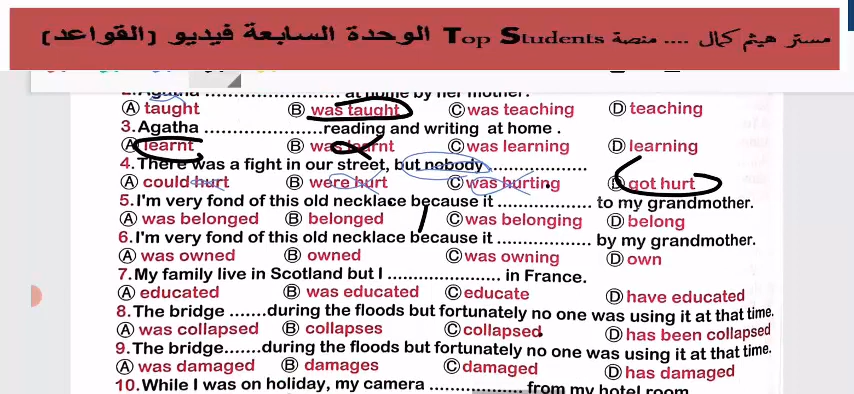 مستر هيثم كمال .... منصة Top Students الوحدة السابعة فيديو (القواعد)
2.Agatha ........................ at home by her mother.
Ⓐ taught Ⓑ was taught Ⓒ was teaching Ⓓ teaching
3.Agatha .....................reading and writing at home .
Ⓐ learnt Ⓑ was learnt Ⓒ was learning Ⓓ learning
4.There was a fight in our street, but nobody .....................
Ⓐ could hurt Ⓑ were hurt Ⓒ was hurting Ⓓ got hurt
5.I'm very fond of this old necklace because it ................. to my grandmother.
Ⓐ was belonged Ⓑ belonged Ⓒ was belonging Ⓓ belong
6.I'm very fond of this old necklace because it ................. by my grandmother.
Ⓐ was owned Ⓑ owned Ⓒ was owning Ⓓ own
7.My family live in Scotland but I ..................... in France.
Ⓐ educated Ⓑ was educated Ⓒ educate Ⓓ have educated
8.The bridge .......during the floods but fortunately no one was using it at that time.
Ⓐ was collapsed Ⓑ collapses Ⓒ collapsed Ⓓ has been collapsed
9.The bridge.......during the floods but fortunately no one was using it at that time.
Ⓐ was damaged Ⓑ damages Ⓒ damaged Ⓓ has damaged
10.While I was on holiday, my camera .................. from my hotel room